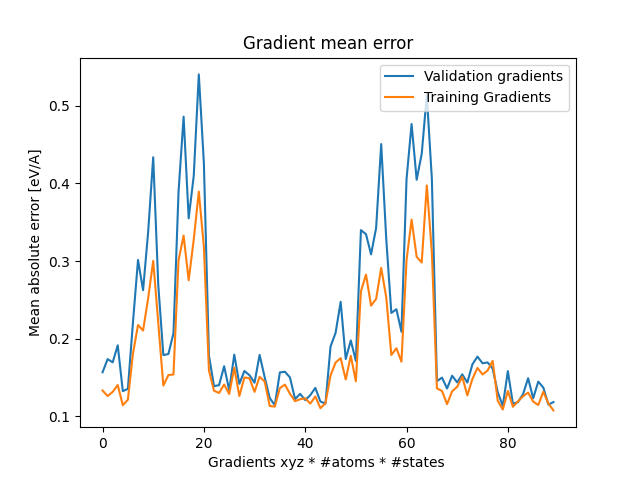 Gradient mean error
Validation gradients
Training Gradients
Mean absolute error [eV/A]
0.5
0.4
0.3
0.2
0.1
0 20 40 60 80
Gradients xyz * #atoms * #states